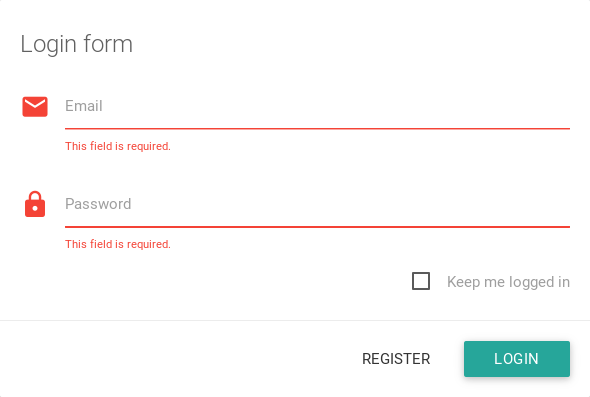 Login form
Email
This field is required.
Password
This field is required.
Keep me logged in
REGISTER
LOGIN